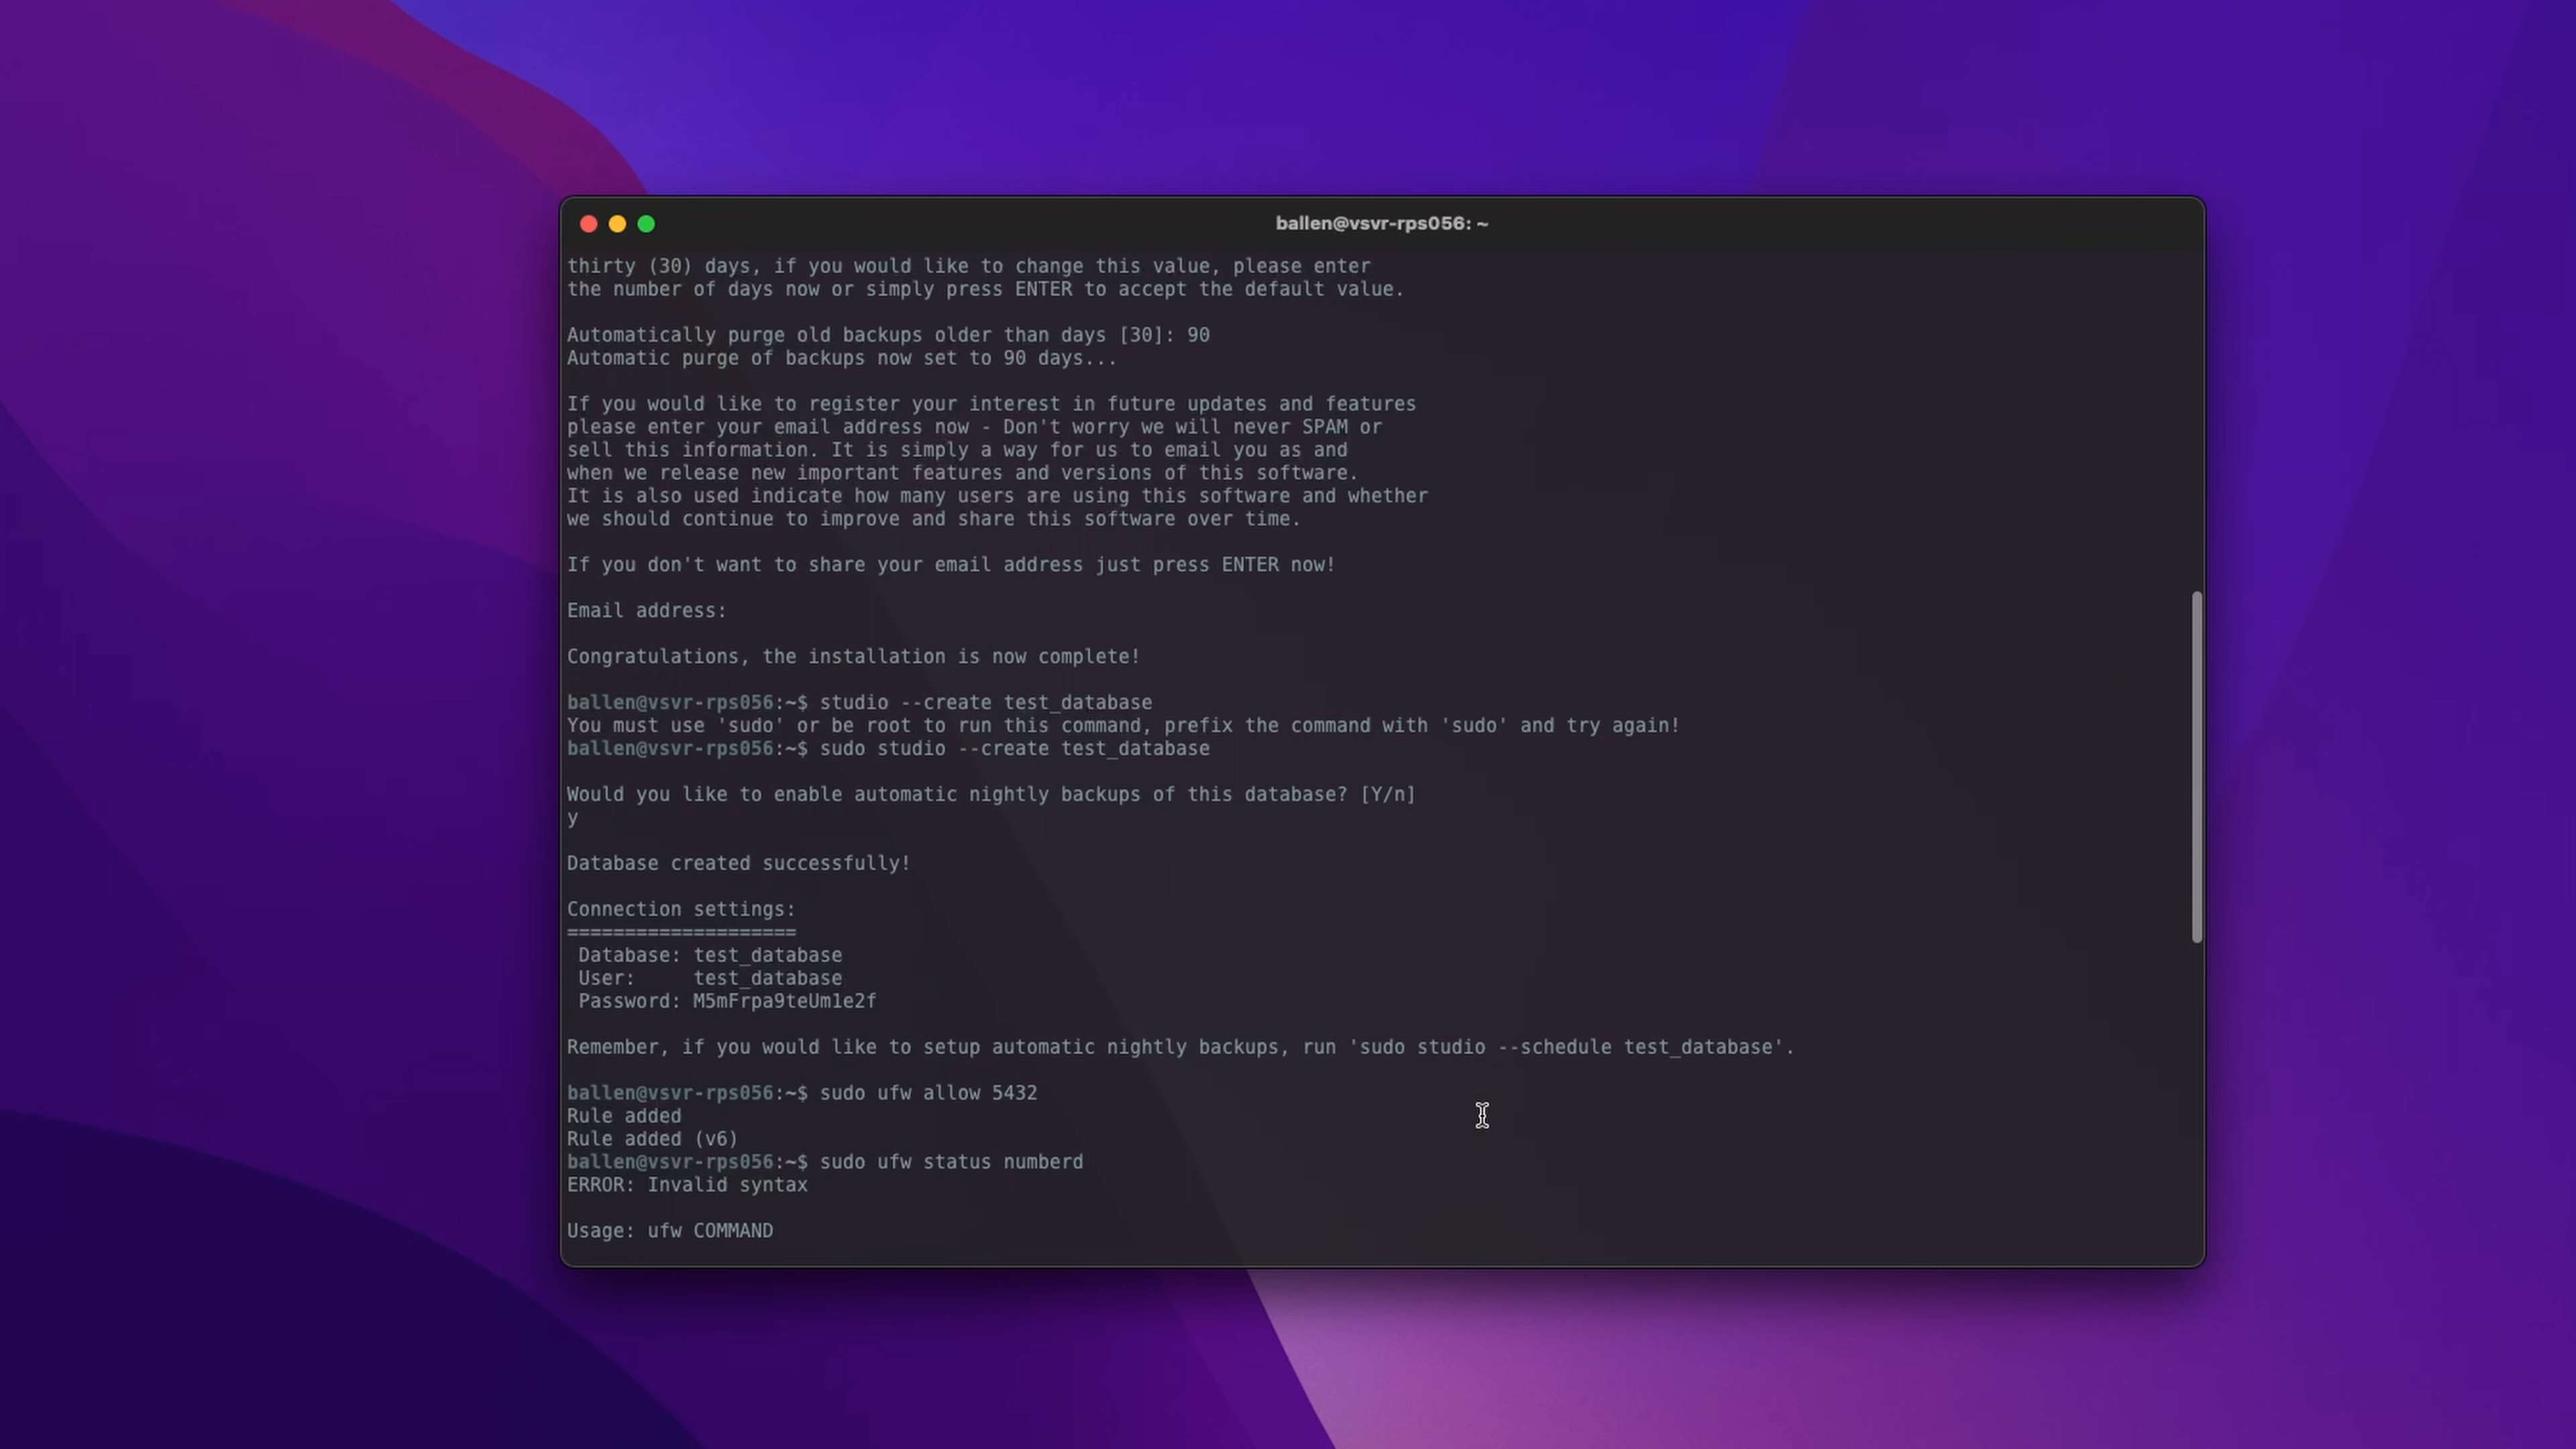 ballen@vsvr-rps056: ~
thirty (30) days, if you would like to change this value, please enter
the number of days now or simply press ENTER to accept the default value.
Automatically purge old backups older than days [30]: 90
Automatic purge of backups now set to 90 days...
If you would like to register your interest in future updates and features
please enter your email address now - Don't worry we will never SPAM or
sell this information. It is simply a way for us to email you as and
when we release new important features and versions of this software.
It is also used indicate how many users are using this software and whether
we should continue to improve and share this software over time.
If you don't want to share your email address just press ENTER now!
Email address:
Congratulations, the installation is now complete!
ballen@vsvr-rps056:~$ studio --create test_database
You must use 'sudo' or be root to run this command, prefix the command with 'sudo' and try again!
ballen@vsvr-rps056:~$ sudo studio --create test_database
Would you like to enable automatic nightly backups of this database? [Y/n]
y
Database created successfully!
Connection settings:
====================
Database: test_database
User: test_database
Password: M5mFrpa9teUm1e2f
Remember, if you would like to setup automatic nightly backups, run 'sudo studio --schedule test_database'.
ballen@vsvr-rps056:~$ sudo ufw allow 5432
Rule added
Rule added (v6)
ballen@vsvr-rps056:~$ sudo ufw status numberd
ERROR: Invalid syntax
Usage: ufw COMMAND